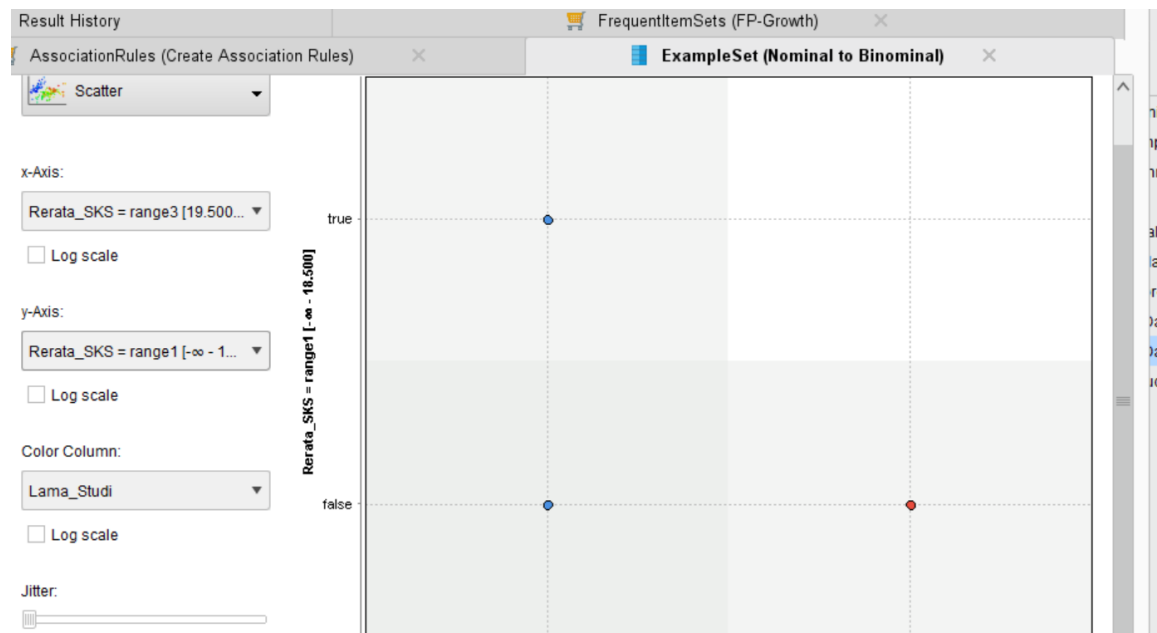 Result History
FrequentItemSets (FP-Growth)
AssociationRules (Create Association Rules)
ExampleSet (Nominal to Binominal)
Scatter
x-Axis:
Rerata_SKS = range3 [19.500...
Log scale
y-Axis:
Rerata_SKS = range1 [-∞ - 1...
Log scale
Color Column:
Lama_Studi
Log scale
Jitter:
Rerata_SKS = range1 [-∞ - 18.500]
true
false